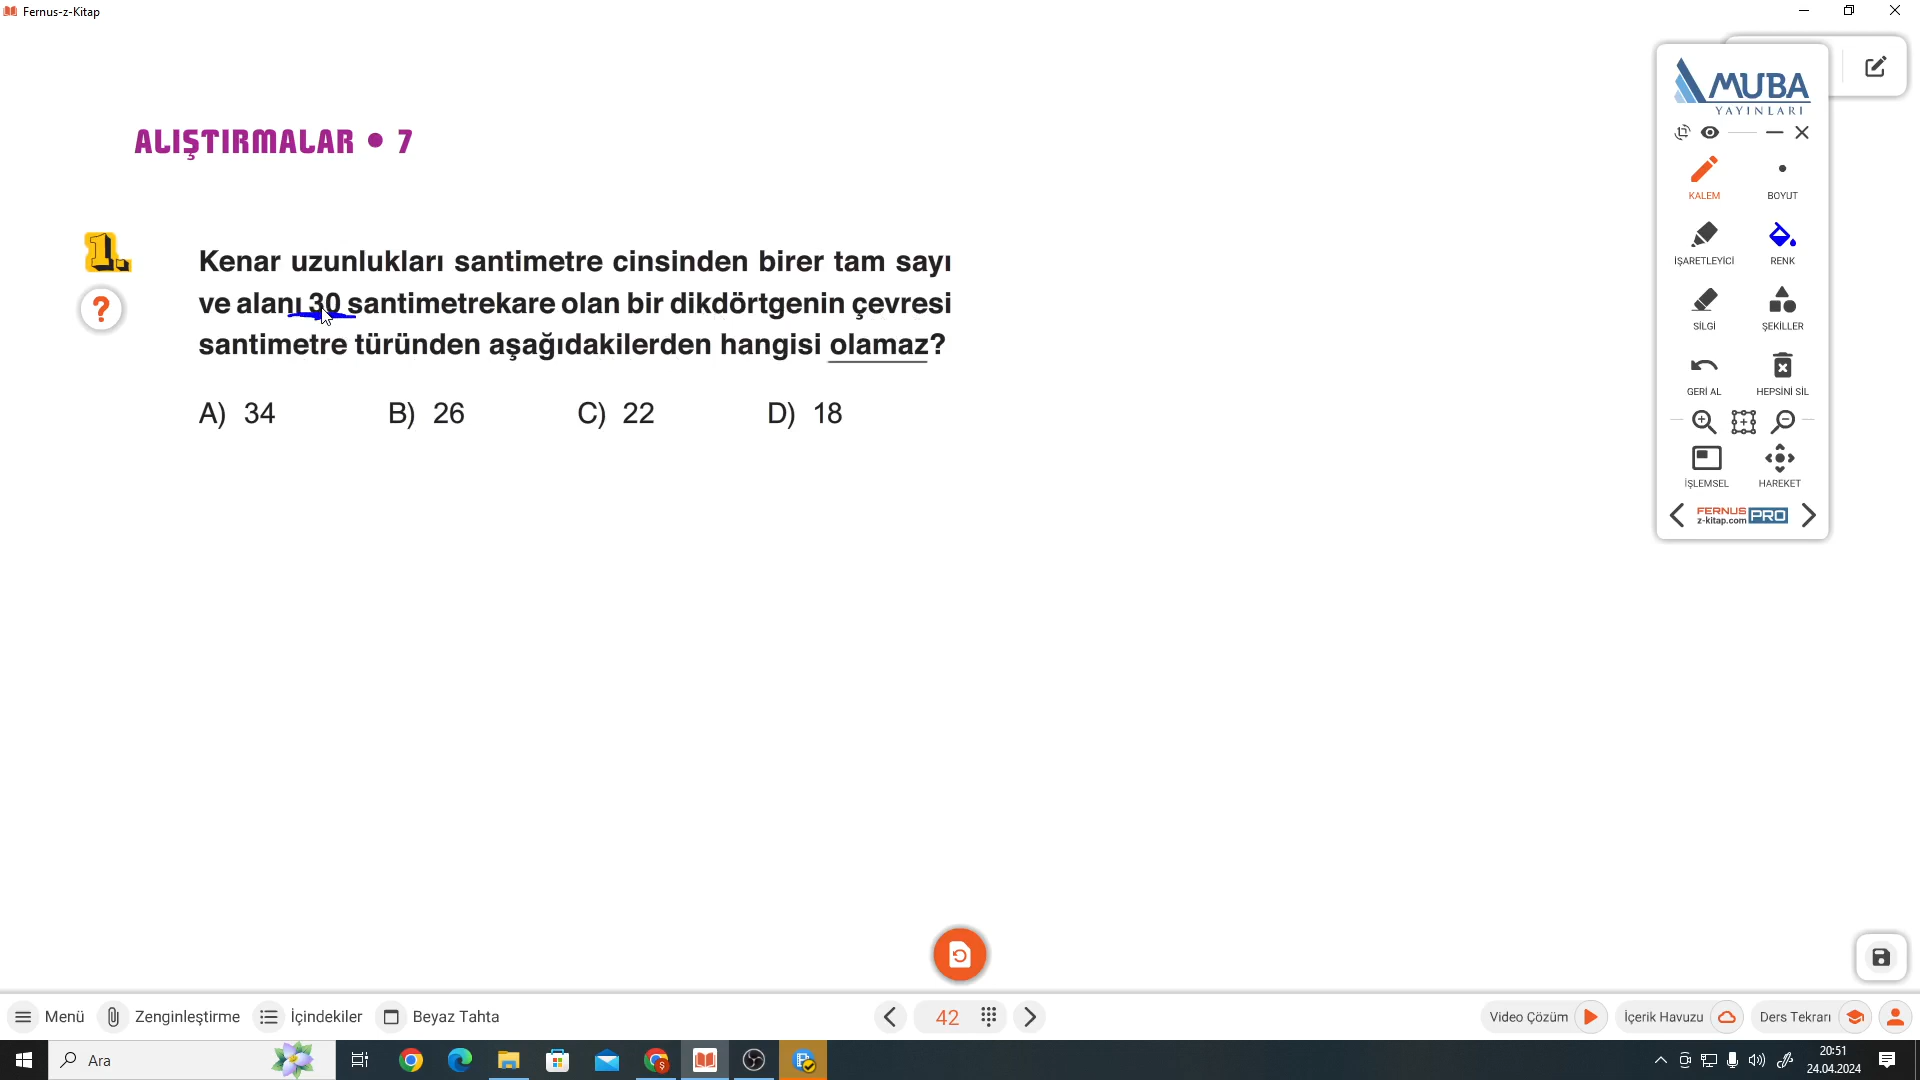 Fernus-z-Kitap
MUBA
YAYINLARI
ALIŞTIRMALAR • 7
KALEM
BOYUT
1.
Kenar uzunlukları santimetre cinsinden birer tam sayı
ve alanı 30 santimetrekare olan bir dikdörtgenin çevresi
santimetre türünden aşağıdakilerden hangisi olamaz?
?
A) 34 B) 26 C) 22 D) 18
İŞARETLEYİCİ
RENK
SİLGİ
ŞEKİLLER
GERİ AL
HEPSİNİ SİL
İŞLEMSEL
HAREKET
FERNUS
z-kitap.com
PRO
Menü
Zenginleştirme
İçindekiler
Beyaz Tahta
42
Video Çözüm
İçerik Havuzu
Ders Tekrarı
Ara
20:51
24.04.2024